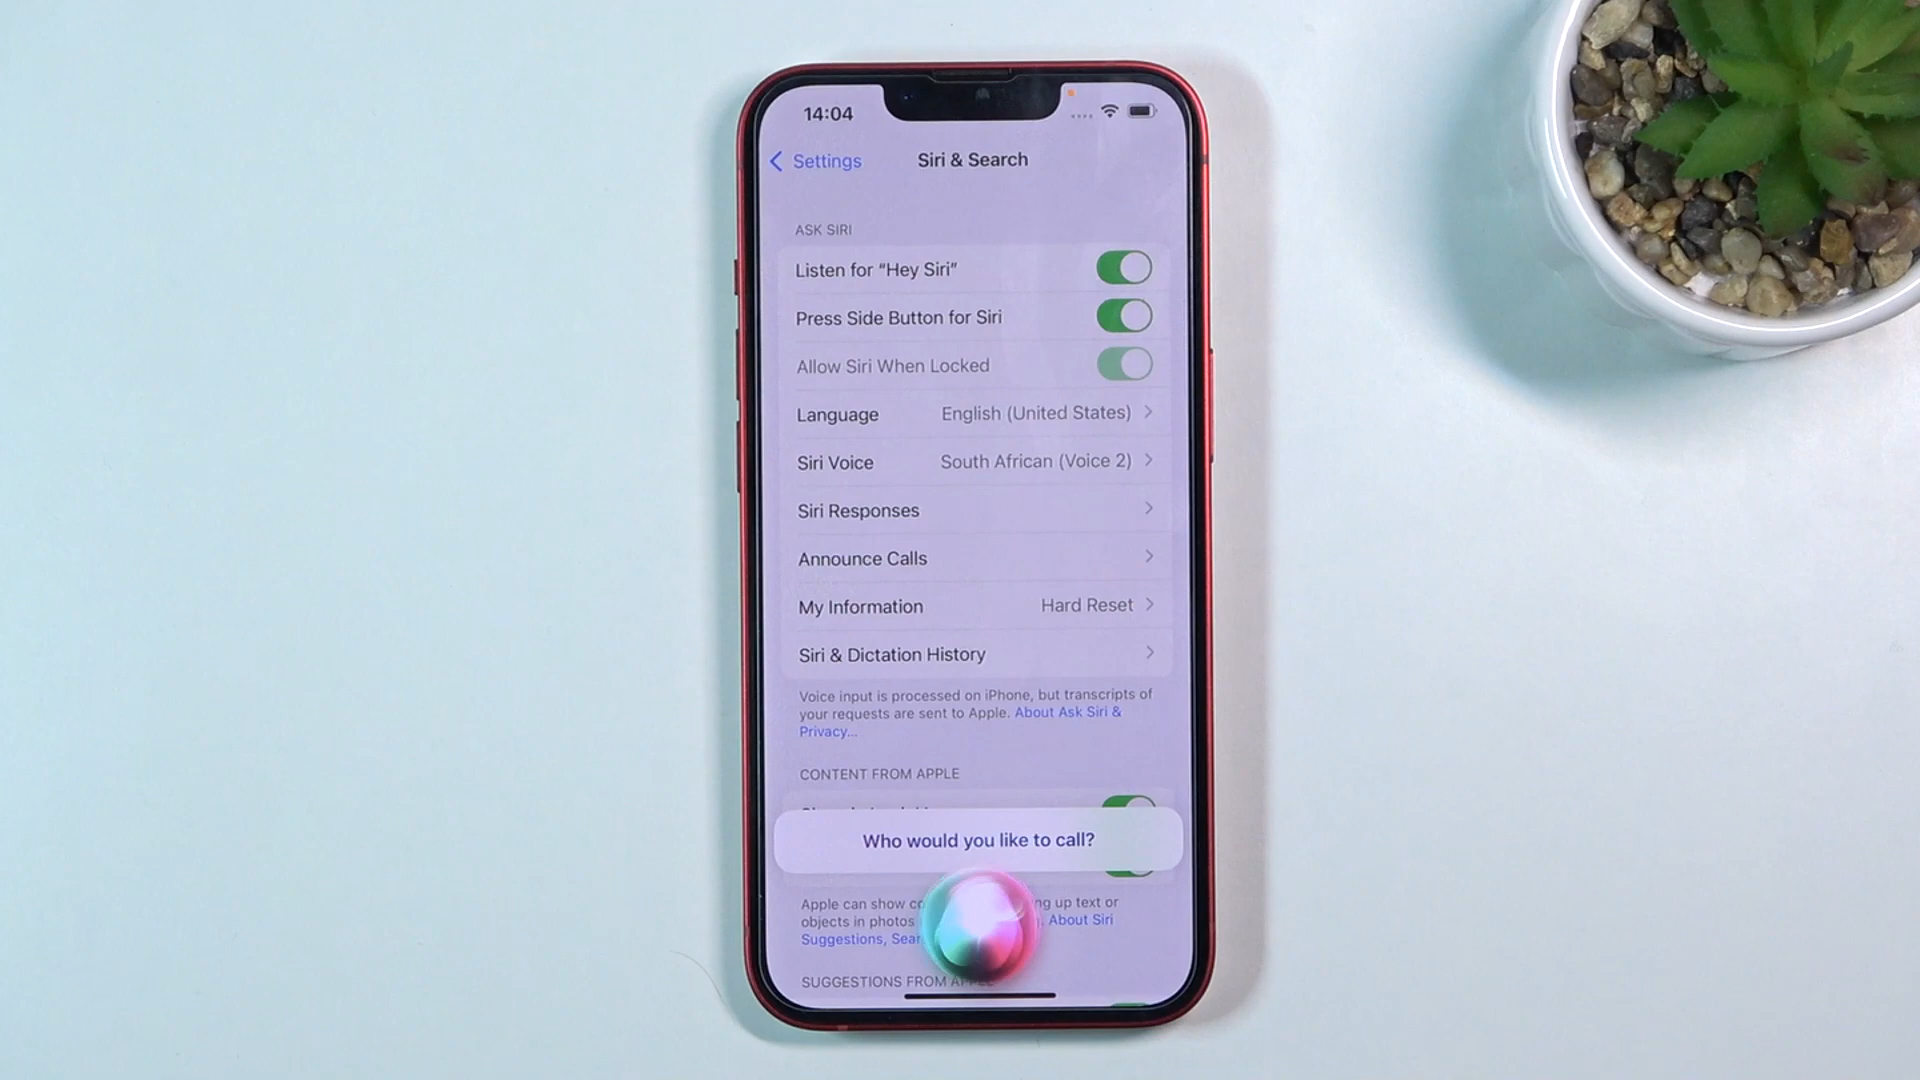 14:04
Settings
Siri & Search
ASK SIRI
Listen for “Hey Siri”
Press Side Button for Siri
Allow Siri When Locked
Language English (United States)
Siri Voice South African (Voice 2)
Siri Responses
Announce Calls
My Information Hard Reset
Siri & Dictation History
Voice input is processed on iPhone, but transcripts of
your requests are sent to Apple. About Ask Siri &
Privacy...
CONTENT FROM APPLE
Who would you like to call?
Apple can show ng up text or
objects in photos About Siri
Suggestions,
SUGGESTIONS FROM APPLE